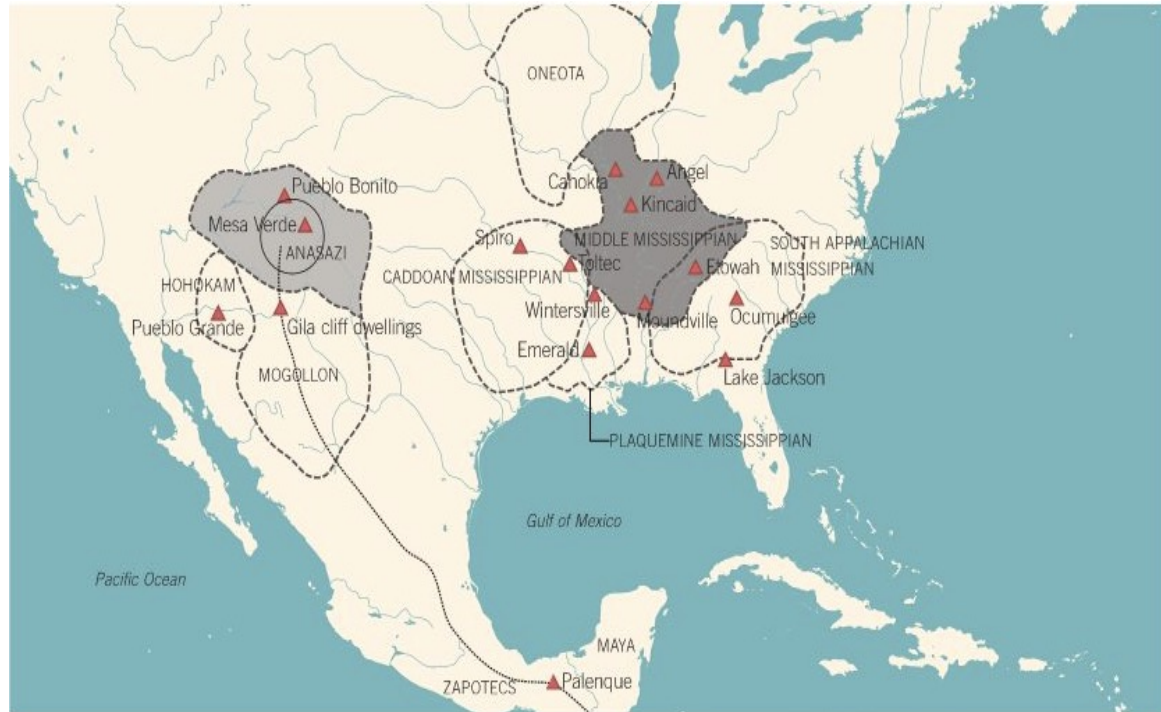 ONEOTA
Pueblo Bonito
Cahokia
Angel
Kincaid
Mesa Verde
ANASAZI
Spiro
MIDDLE MISSISSIPPIAN
SOUTH APPALACHIAN
MISSISSIPPIAN
Toltec
Etowah
CADDOAN MISSISSIPPIAN
HOHOKAM
Wintersville
Moundville
Ocumulgee
Pueblo Grande
Gila cliff dwellings
Emerald
MOGOLLON
Lake Jackson
PLAQUEMINE MISSISSIPPIAN
Gulf of Mexico
Pacific Ocean
MAYA
ZAPOTECS
Palenque